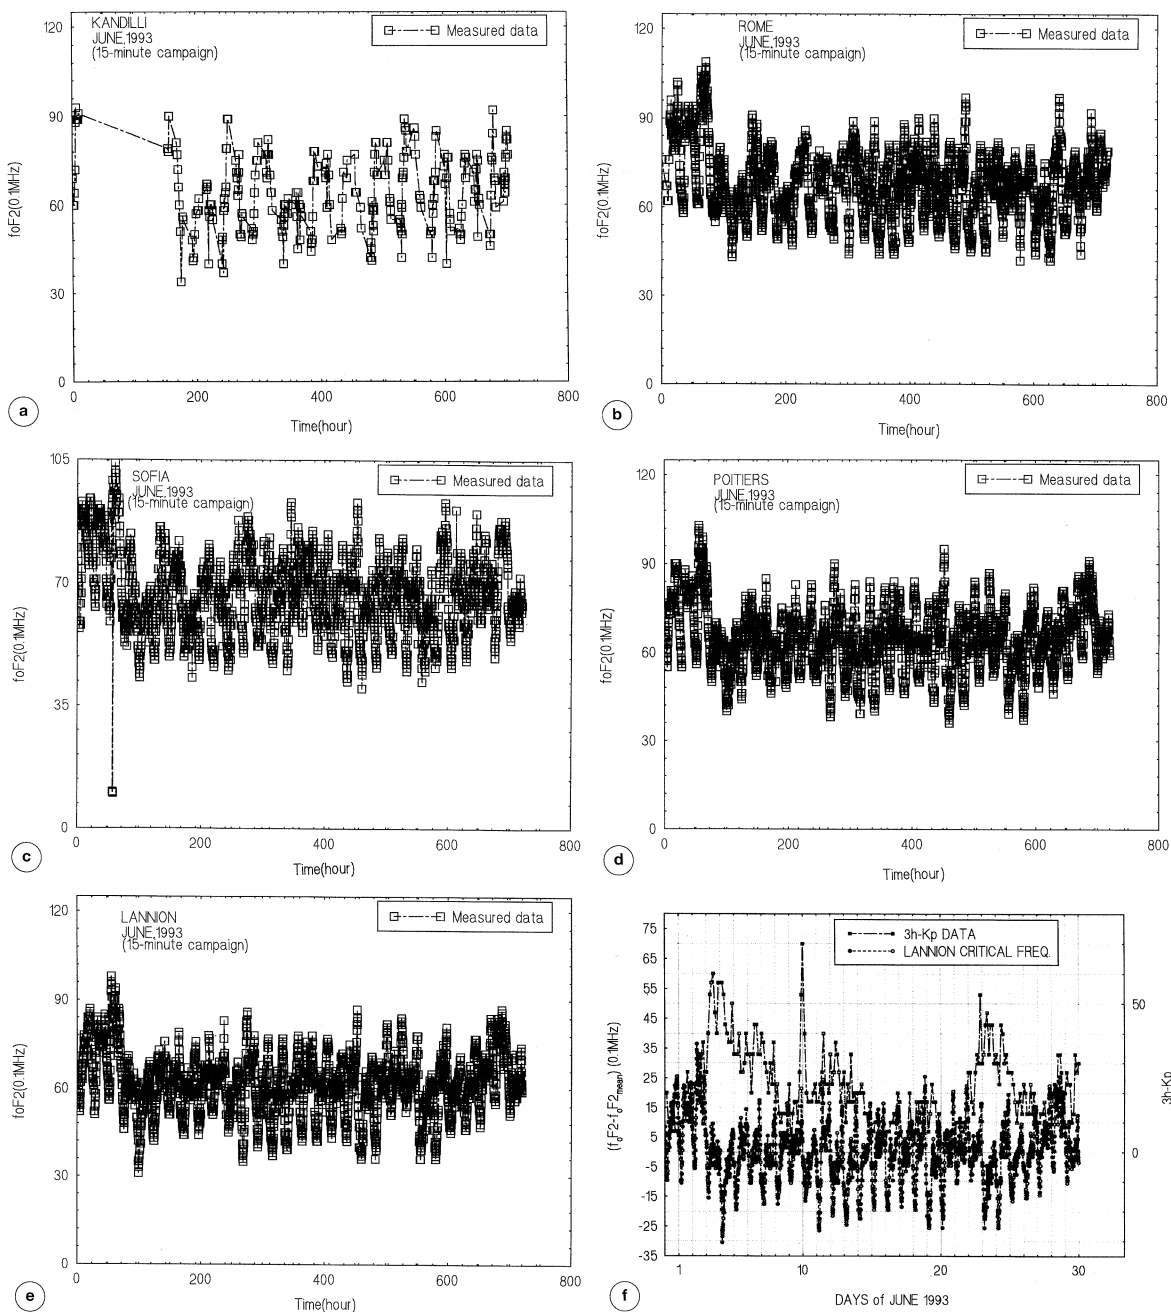 KANDILLI
JUNE,1993
(15-minute campaign)
Measured data
120
90
60
30
0
foF2(0.1MHz)
0
200
400
600
800
Time(hour)
a
ROME
JUNE,1993
(15-minute campaign)
Measured data
120
90
60
30
0
foF2(0.1MHz)
0
200
400
600
800
Time(hour)
b
SOFIA
JUNE,1993
(15-minute campaign)
Measured data
105
70
35
0
foF2(0.1MHz)
0
200
400
600
800
Time(hour)
c
POITIERS
JUNE,1993
(15-minute campaign)
Measured data
120
90
60
30
0
foF2(0.1MHz)
0
200
400
600
800
Time(hour)
d
LANNION
JUNE,1993
(15-minute campaign)
Measured data
120
90
60
30
0
foF2(0.1MHz)
0
200
400
600
800
Time(hour)
e
3h-Kp DATA
LANNION CRITICAL FREQ.
75
65
55
45
35
25
15
5
-5
-15
-25
-35
(foF2-foF2mean) (0.1MHz)
50
0
3h-Kp
1
10
20
30
DAYS of JUNE 1993
f